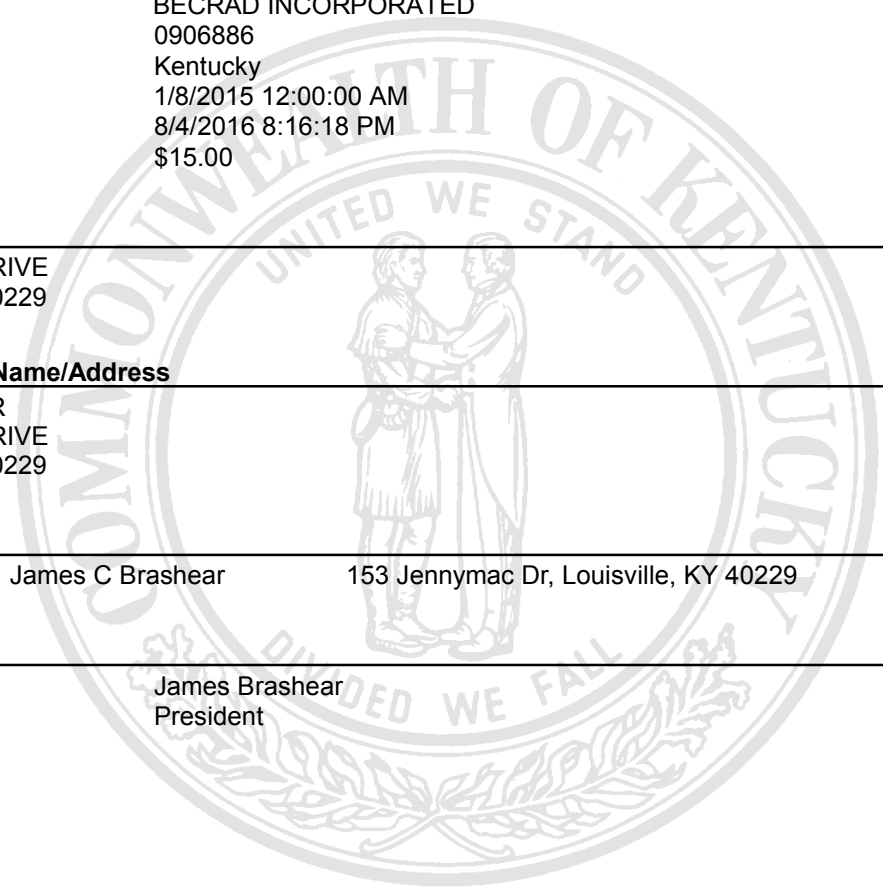 BECRAD INCORPORATED
0906886
Kentucky
1/8/2015 12:00:00 AM
8/4/2016 8:16:18 PM
$15.00
RIVE
0229
Name/Address
R
RIVE
0229
James C Brashear 153 Jennymac Dr, Louisville, KY 40229
James Brashear
President
COMMONWEALTH OF KENTUCKY
UNITED WE STAND
DIVIDED WE FALL